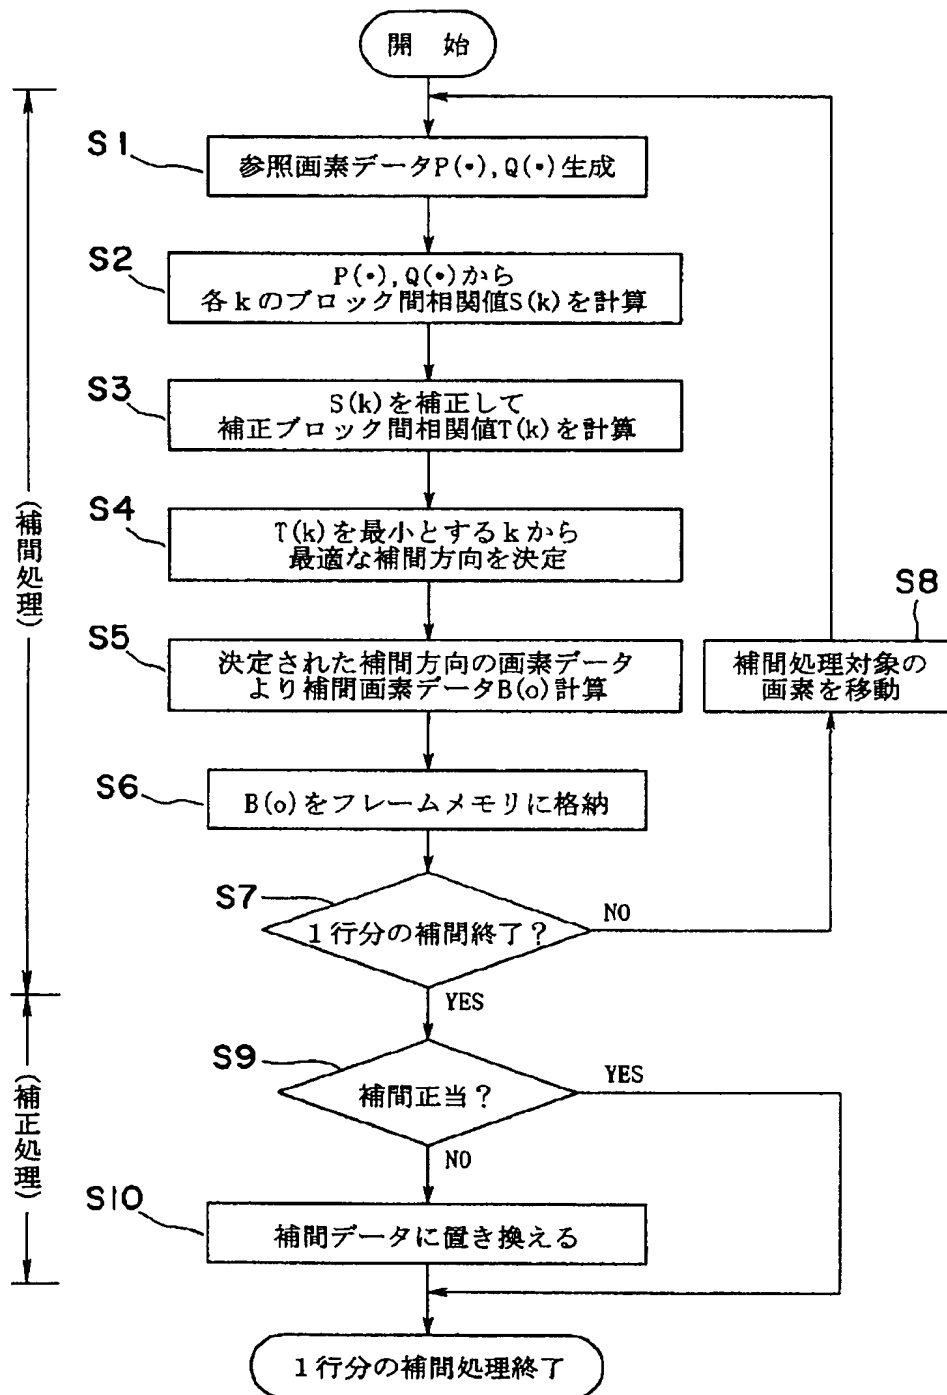 開 始
S1
参照画素データP(•),Q(•)生成
S2
P(•),Q(•)から
各kのブロック間相関値S(k)を計算
S3
S(k)を補正して
補正ブロック間相関値T(k)を計算
S4
T(k)を最小とするkから
最適な補間方向を決定
(補間処理)
S5
決定された補間方向の画素データ
より補間画素データB(o)計算
S8
補間処理対象の
画素を移動
S6
B(o)をフレームメモリに格納
S7
1行分の補間終了?
NO
YES
S9
補間正当?
YES
NO
(補正処理)
S10
補間データに置き換える
1行分の補間処理終了